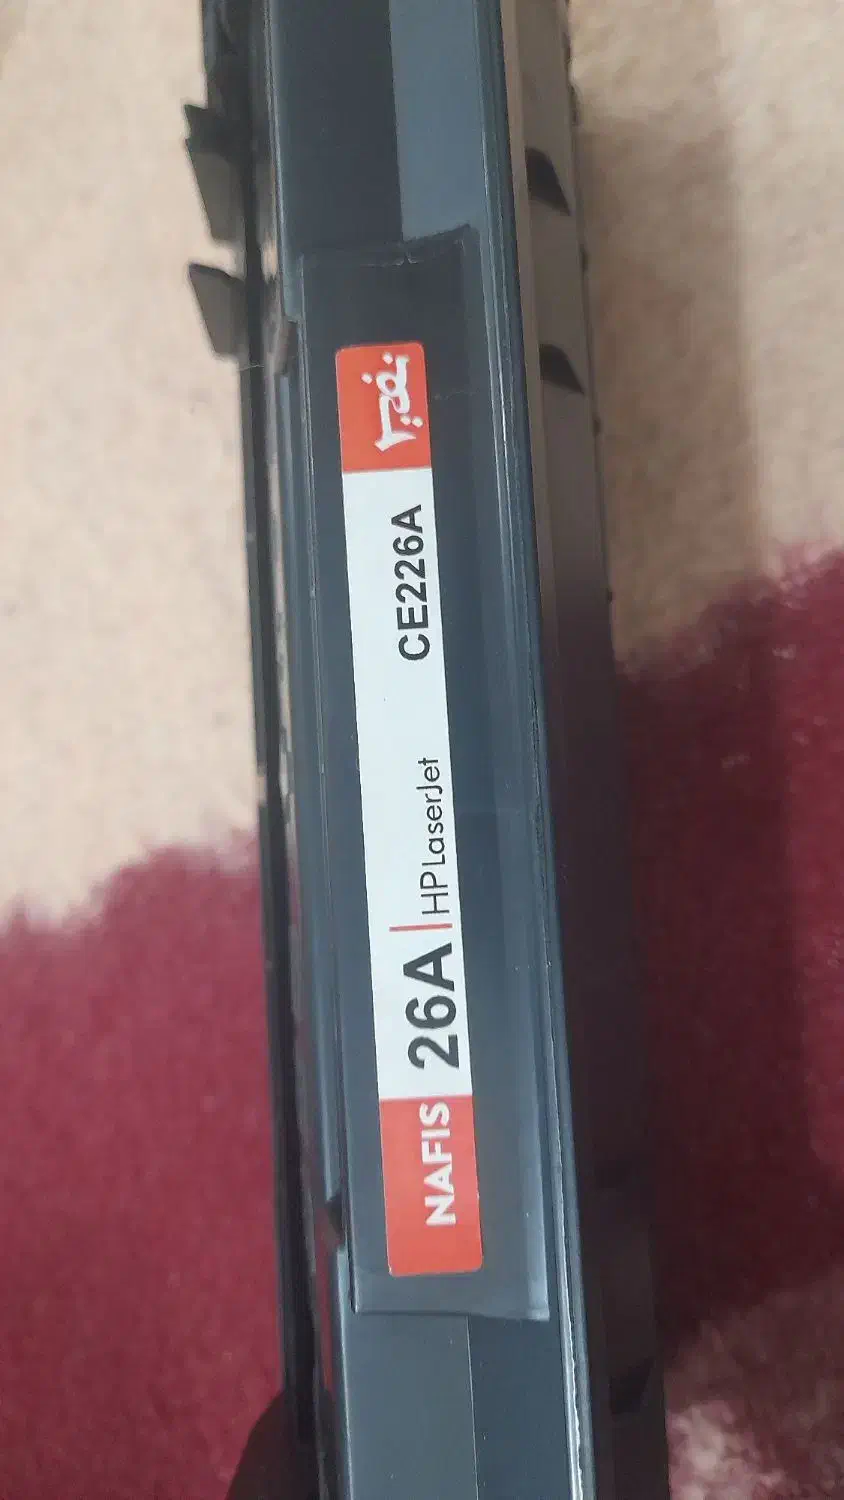 NAFIS
26A | HP LaserJet
CE226A
نفیس